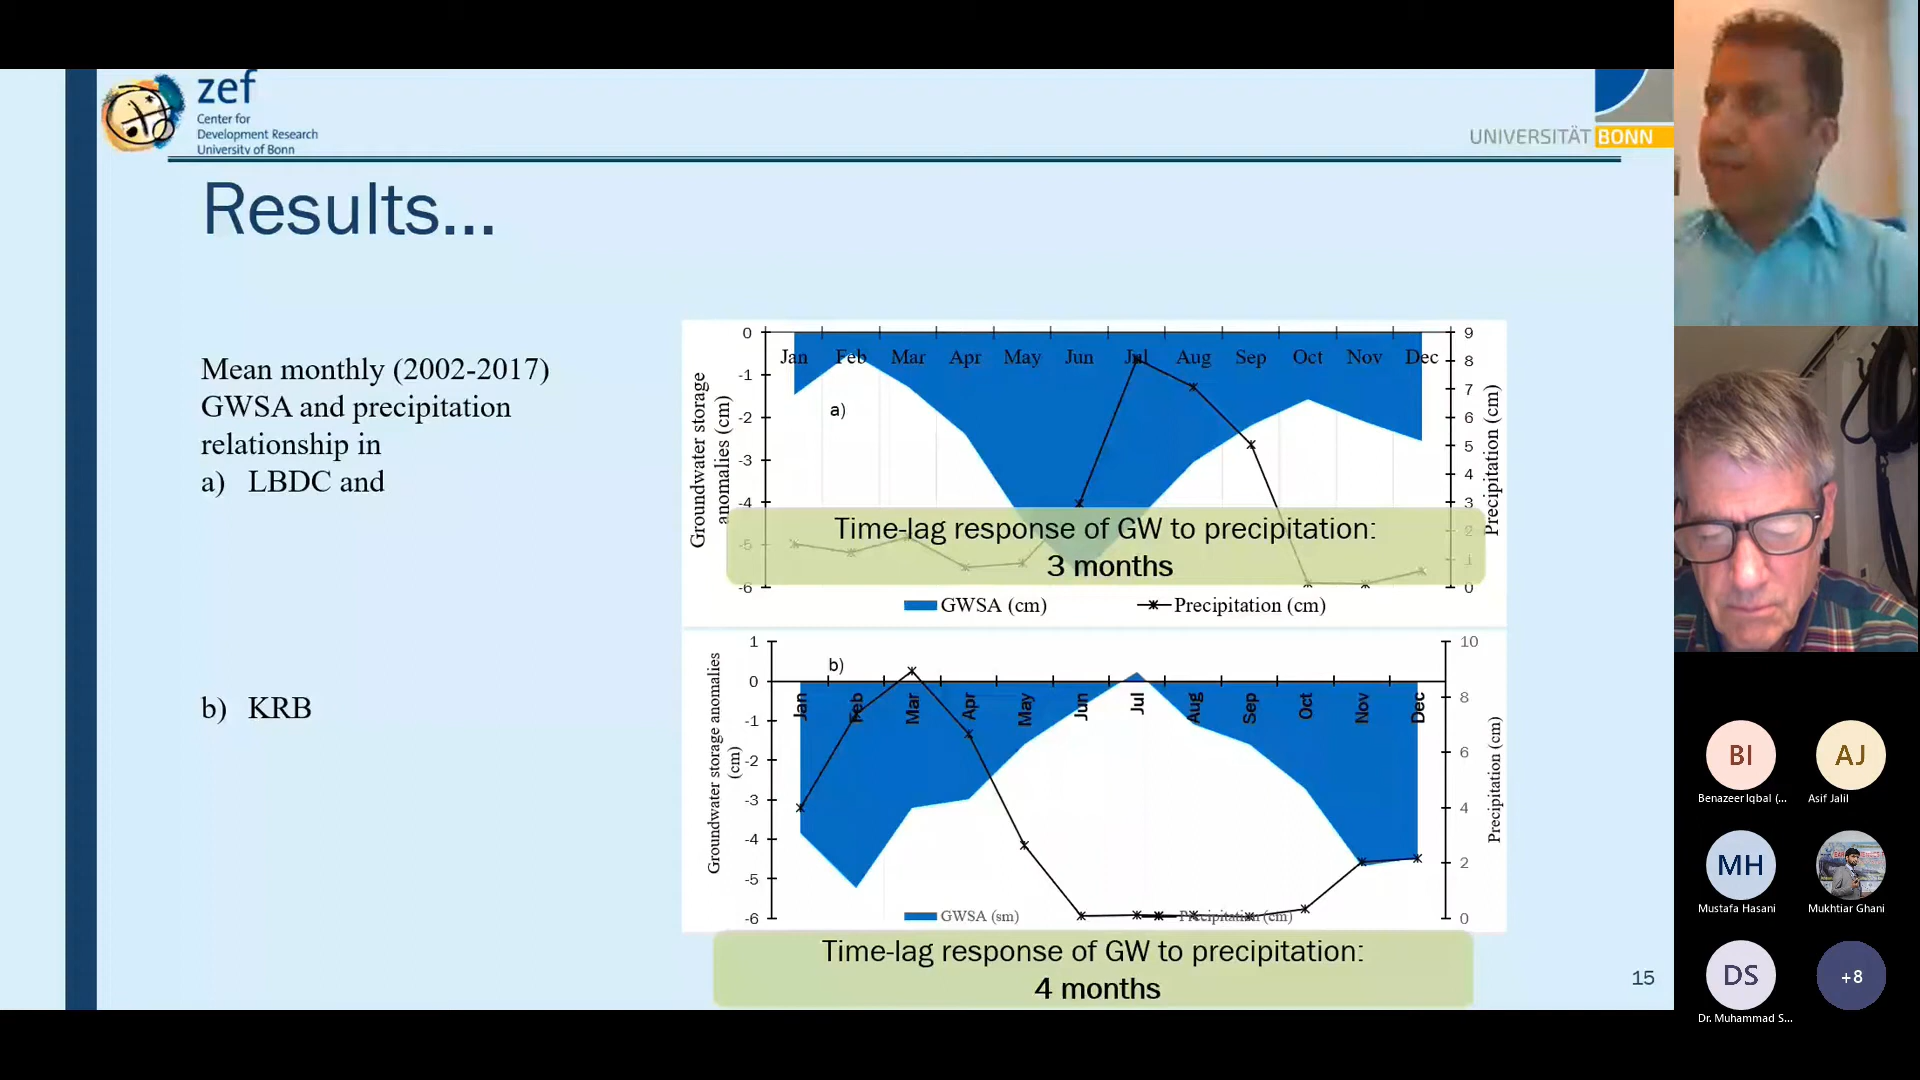 zef
Center for
Development Research
University of Bonn
UNIVERSITÄT BONN
Results...
Mean monthly (2002-2017)
GWSA and precipitation
relationship in
a) LBDC and
b) KRB
0
-1
-2
-3
-4
-5
-6
Groundwater storage
anomalies (cm)
Jan Feb Mar Apr May Jun Jul Aug Sep Oct Nov Dec
a)
9
8
7
6
5
4
3
2
1
0
Precipitation (cm)
Time-lag response of GW to precipitation:
3 months
GWSA (cm) Precipitation (cm)
1
0
-1
-2
-3
-4
-5
-6
Groundwater storage anomalies
(cm)
b)
Jan Feb Mar Apr May Jun Jul Aug Sep Oct Nov Dec
10
8
6
4
2
0
Precipitation (cm)
GWSA (sm) Precipitation (cm)
Time-lag response of GW to precipitation:
4 months
15
BI AJ
Benazeer Iqbal (... Asif Jalil
MH
Mustafa Hasani Mukhtiar Ghani
DS +8
Dr. Muhammad S...